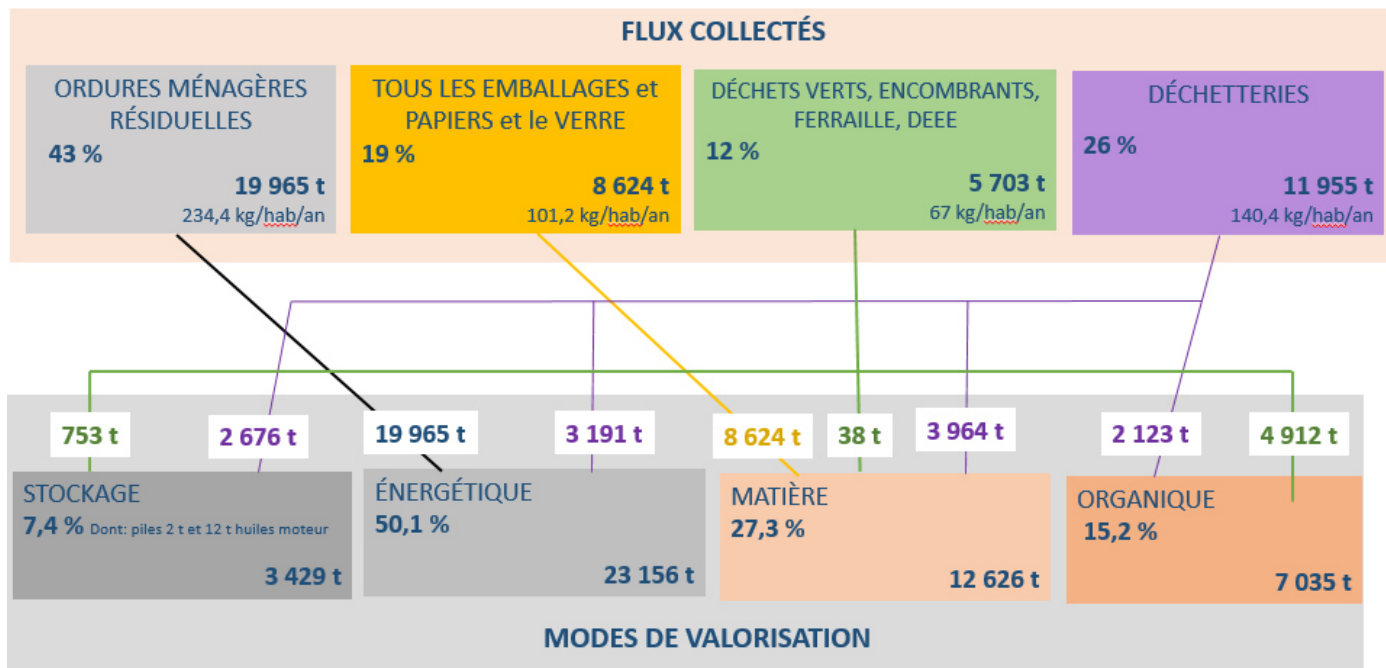 FLUX COLLECTÉS
ORDURES MÉNAGÈRES
RÉSIDUELLES
43 %
19 965 t
234,4 kg/hab/an
TOUS LES EMBALLAGES et
PAPIERS et le VERRE
19 %
8 624 t
101,2 kg/hab/an
DÉCHETS VERTS, ENCOMBRANTS,
FERRAILLE, DEEE
12 %
5 703 t
67 kg/hab/an
DÉCHETTERIES
26 %
11 955 t
140,4 kg/hab/an
753 t
2 676 t
19 965 t
3 191 t
8 624 t
38 t
3 964 t
2 123 t
4 912 t
STOCKAGE
7,4 % Dont: piles 2 t et 12 t huiles moteur
3 429 t
ÉNERGÉTIQUE
50,1 %
23 156 t
MATIÈRE
27,3 %
12 626 t
ORGANIQUE
15,2 %
7 035 t
MODES DE VALORISATION